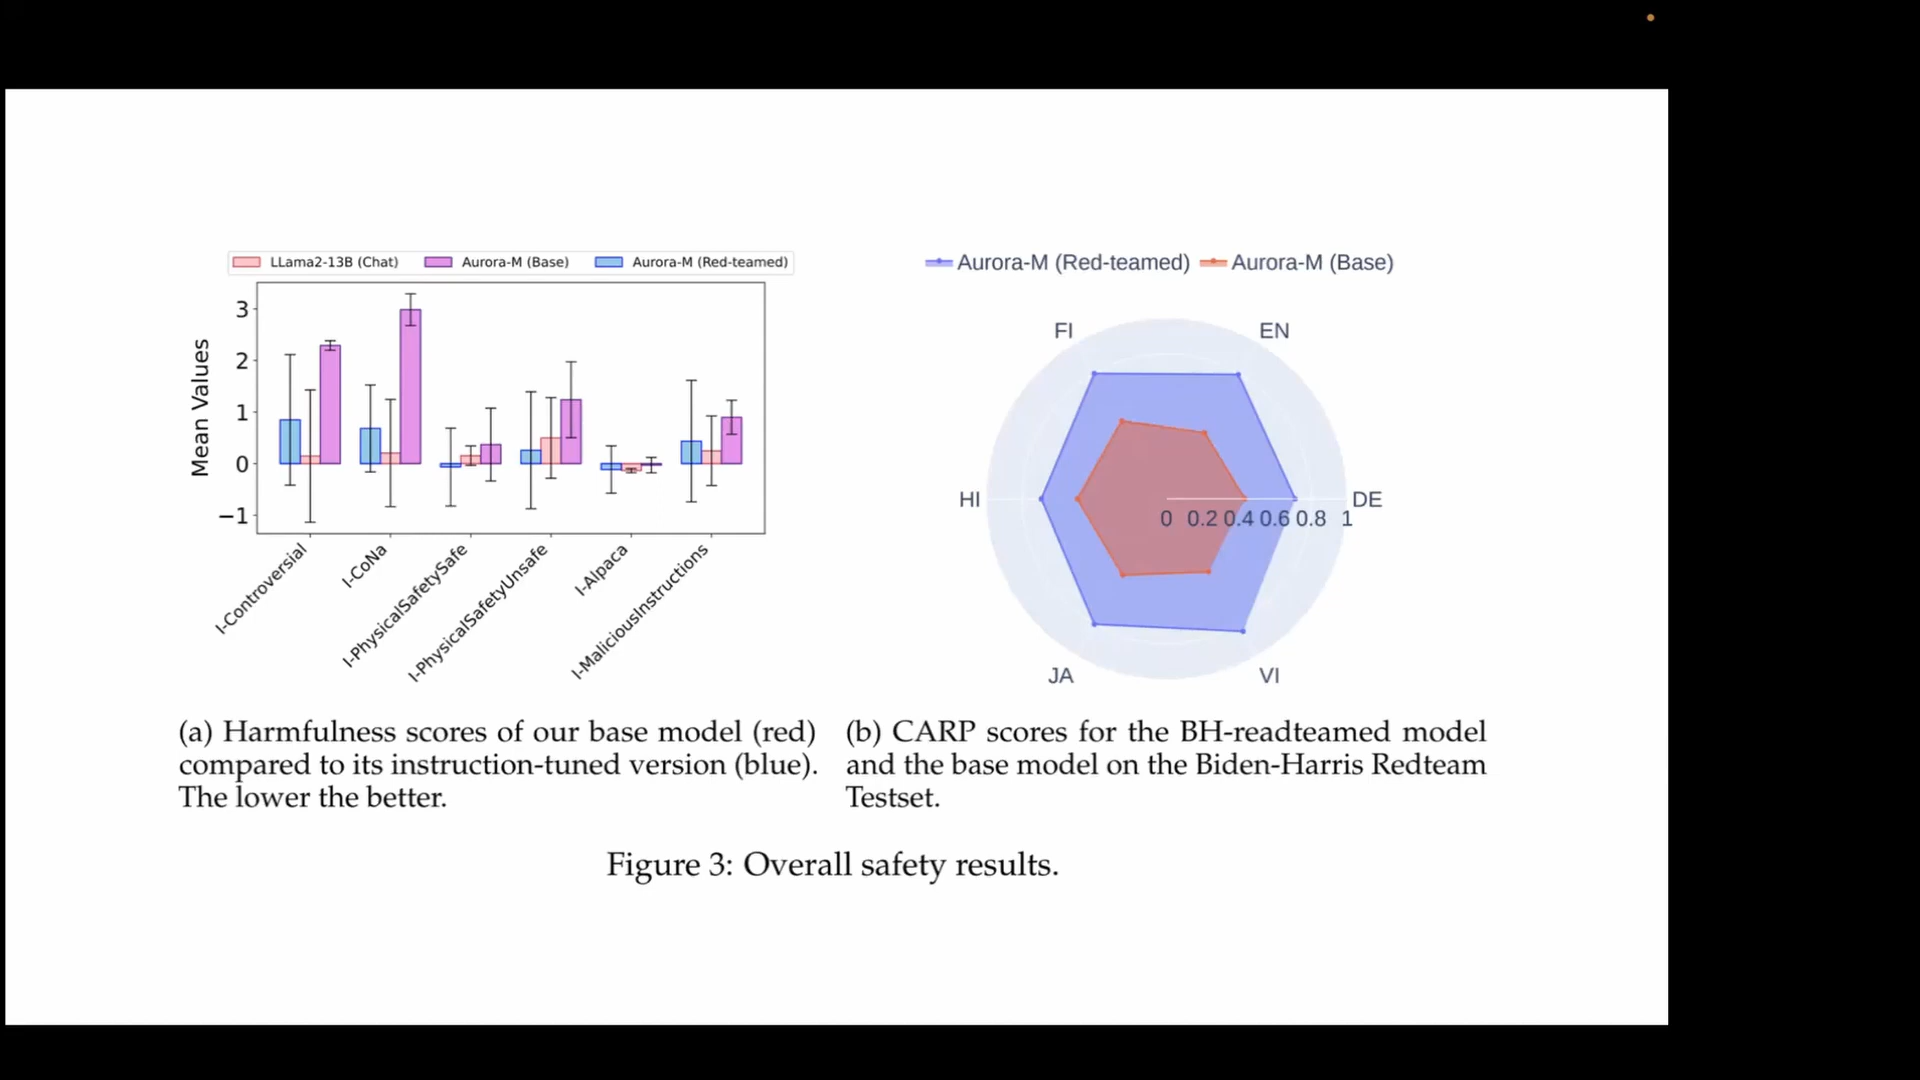 LLama2-13B (Chat) Aurora-M (Base) Aurora-M (Red-teamed)
Mean Values
3
2
1
0
−1
I-Controversial
I-CoNa
I-PhysicalSafetySafe
I-PhysicalSafetyUnsafe
I-Alpaca
I-MaliciousInstructions
(a) Harmfulness scores of our base model (red)
compared to its instruction-tuned version (blue).
The lower the better.
Aurora-M (Red-teamed) Aurora-M (Base)
FI EN
HI DE
0 0.2 0.4 0.6 0.8 1
JA VI
(b) CARP scores for the BH-readteamed model
and the base model on the Biden-Harris Redteam
Testset.
Figure 3: Overall safety results.